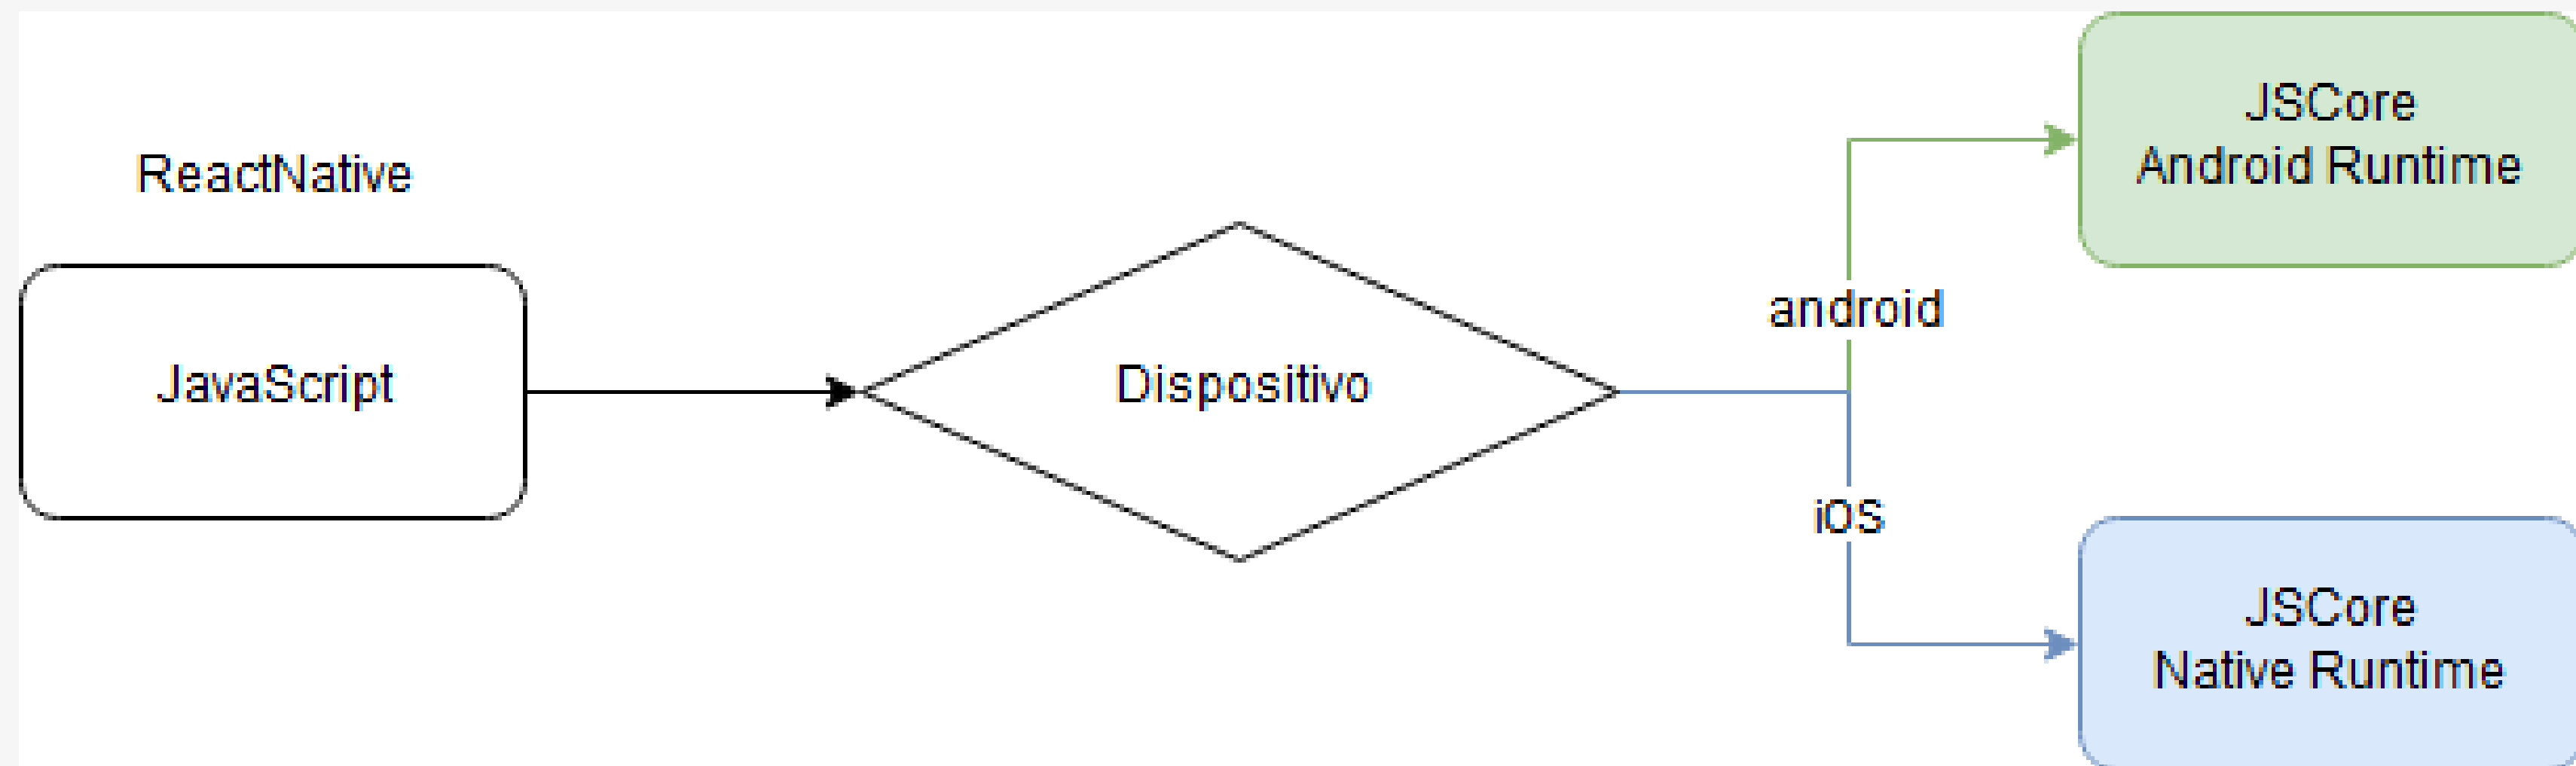 ReactNative
JavaScript
Dispositivo
android
iOS
JSCore
Android Runtime
JSCore
Native Runtime